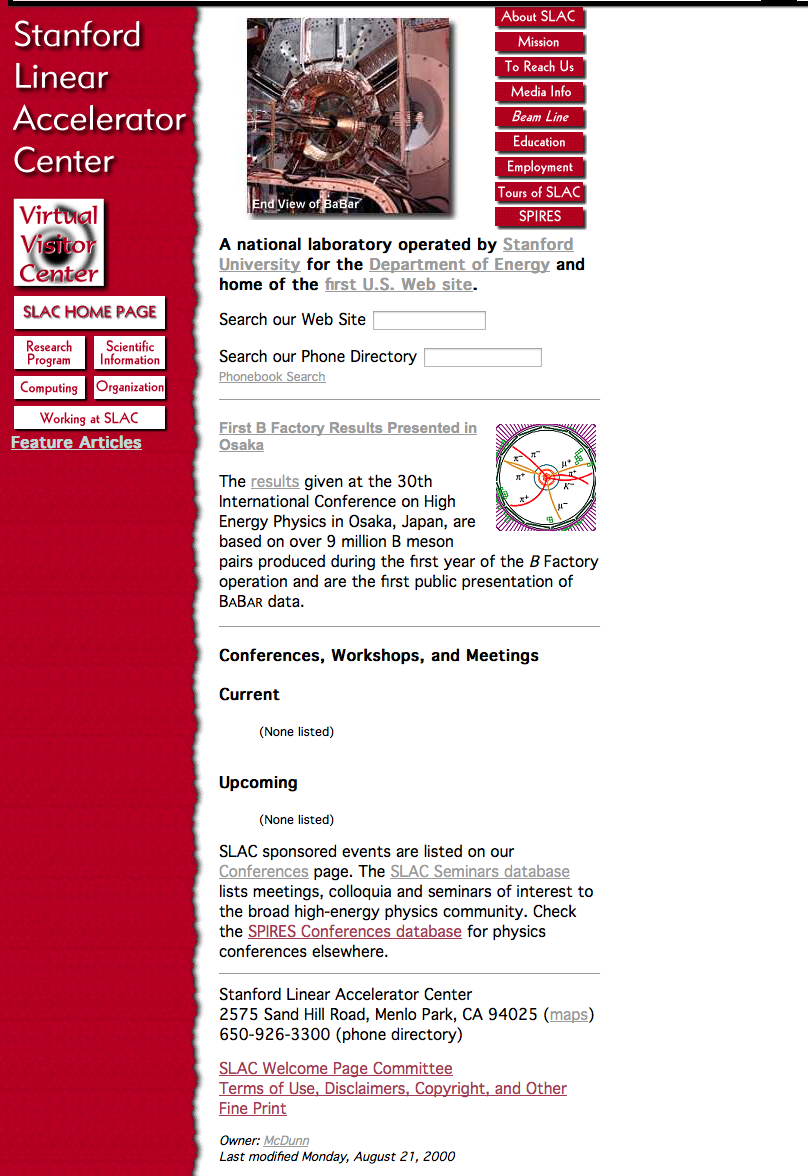 Stanford
Linear
Accelerator
Center
Virtual
Visitor
Center
SLAC HOME PAGE
Research
Program
Scientific
Information
Computing
Organization
Working at SLAC
Feature Articles
End View of BaBar
About SLAC
Mission
To Reach Us
Media Info
Beam Line
Education
Employment
Tours of SLAC
SPIRES
A national laboratory operated by Stanford
University for the Department of Energy and
home of the first U.S. Web site.
Search our Web Site
Search our Phone Directory
Phonebook Search
First B Factory Results Presented in
Osaka
π− π−
μ+
π+ π+
K−
π+ μ−
The results given at the 30th
International Conference on High
Energy Physics in Osaka, Japan, are
based on over 9 million B meson
pairs produced during the first year of the B Factory
operation and are the first public presentation of
BABAR data.
Conferences, Workshops, and Meetings
Current
(None listed)
Upcoming
(None listed)
SLAC sponsored events are listed on our
Conferences page. The SLAC Seminars database
lists meetings, colloquia and seminars of interest to
the broad high-energy physics community. Check
the SPIRES Conferences database for physics
conferences elsewhere.
Stanford Linear Accelerator Center
2575 Sand Hill Road, Menlo Park, CA 94025 (maps)
650-926-3300 (phone directory)
SLAC Welcome Page Committee
Terms of Use, Disclaimers, Copyright, and Other
Fine Print
Owner: McDunn
Last modified Monday, August 21, 2000